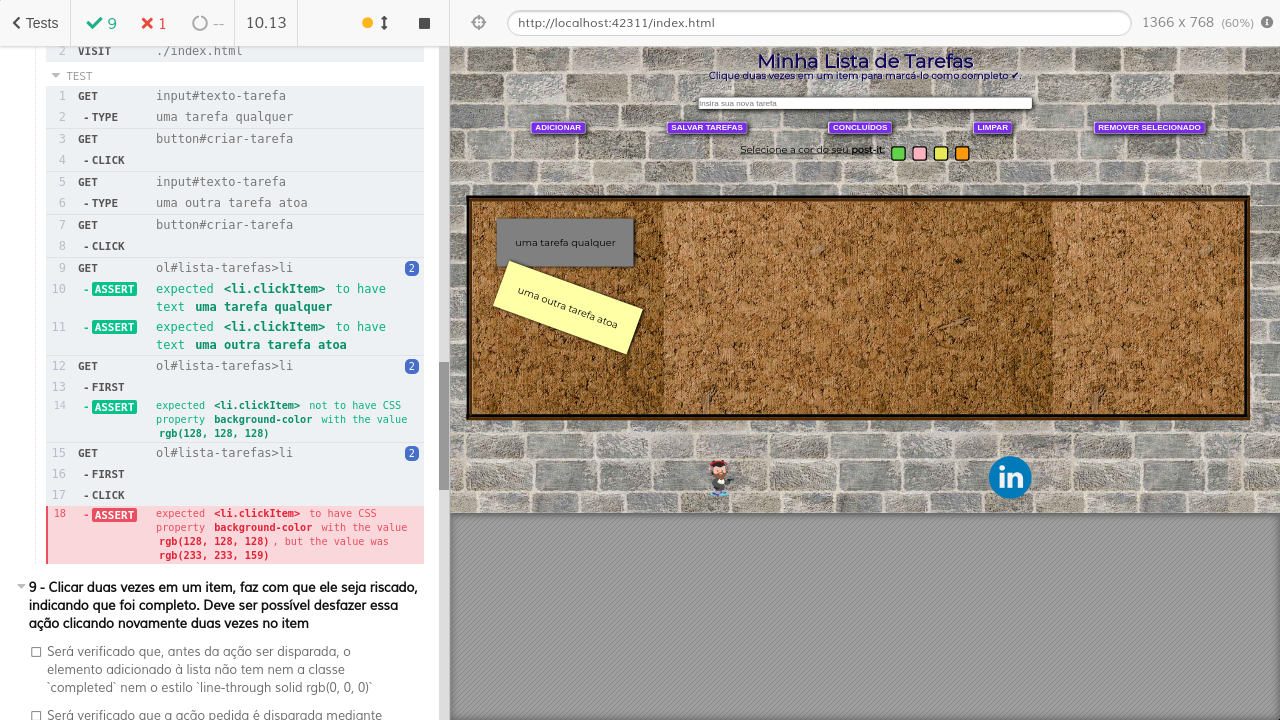 Tests
9
1
--
10.13
http://localhost:42311/index.html
1366 x 768 (60%)
2 VISIT ./index.html
TEST
1 GET input#texto-tarefa
2 - TYPE uma tarefa qualquer
3 GET button#criar-tarefa
4 - CLICK
5 GET input#texto-tarefa
6 - TYPE uma outra tarefa atoa
7 GET button#criar-tarefa
8 - CLICK
9 GET ol#lista-tarefas>li 2
10 - ASSERT expected <li.clickItem> to have
text uma tarefa qualquer
11 - ASSERT expected <li.clickItem> to have
text uma outra tarefa atoa
12 GET ol#lista-tarefas>li 2
13 - FIRST
14 - ASSERT expected <li.clickItem> not to have CSS
property background-color with the value
rgb(128, 128, 128)
15 GET ol#lista-tarefas>li 2
16 - FIRST
17 - CLICK
18 - ASSERT expected <li.clickItem> to have CSS
property background-color with the value
rgb(128, 128, 128) , but the value was
rgb(233, 233, 159)
9 - Clicar duas vezes em um item, faz com que ele seja riscado,
indicando que foi completo. Deve ser possível desfazer essa
ação clicando novamente duas vezes no item
Será verificado que, antes da ação ser disparada, o
elemento adicionado à lista não tem nem a classe
`completed` nem o estilo `line-through solid rgb(0, 0, 0)`
Será verificado que a ação pedida é disparada mediante
Minha Lista de Tarefas
Clique duas vezes em um item para marcá-lo como completo ✔.
Insira sua nova tarefa
ADICIONAR
SALVAR TAREFAS
CONCLUÍDOS
LIMPAR
REMOVER SELECIONADO
Selecione a cor do seu post-it:
uma tarefa qualquer
uma outra tarefa atoa
in